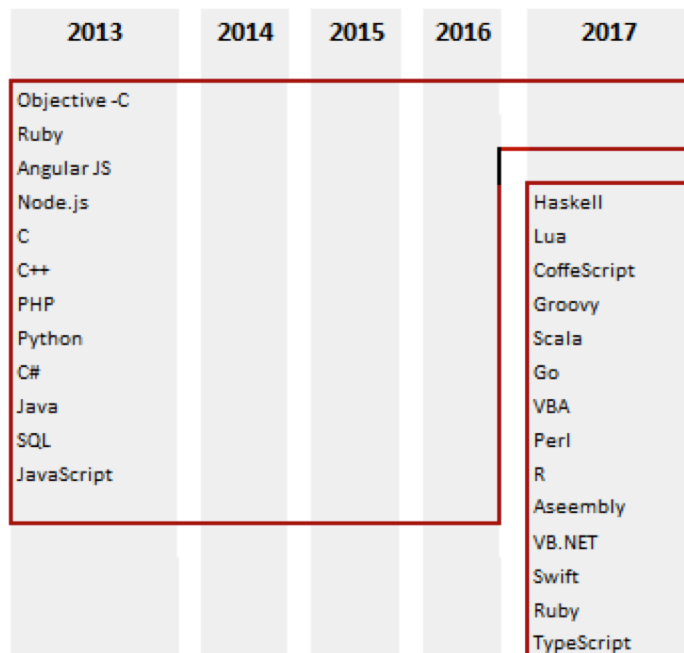 2013 2014 2015 2016 2017
Objective -C
Ruby
Angular JS
Node.js
C
C++
PHP
Python
C#
Java
SQL
JavaScript
Haskell
Lua
CoffeScript
Groovy
Scala
Go
VBA
Perl
R
Aseembly
VB.NET
Swift
Ruby
TypeScript